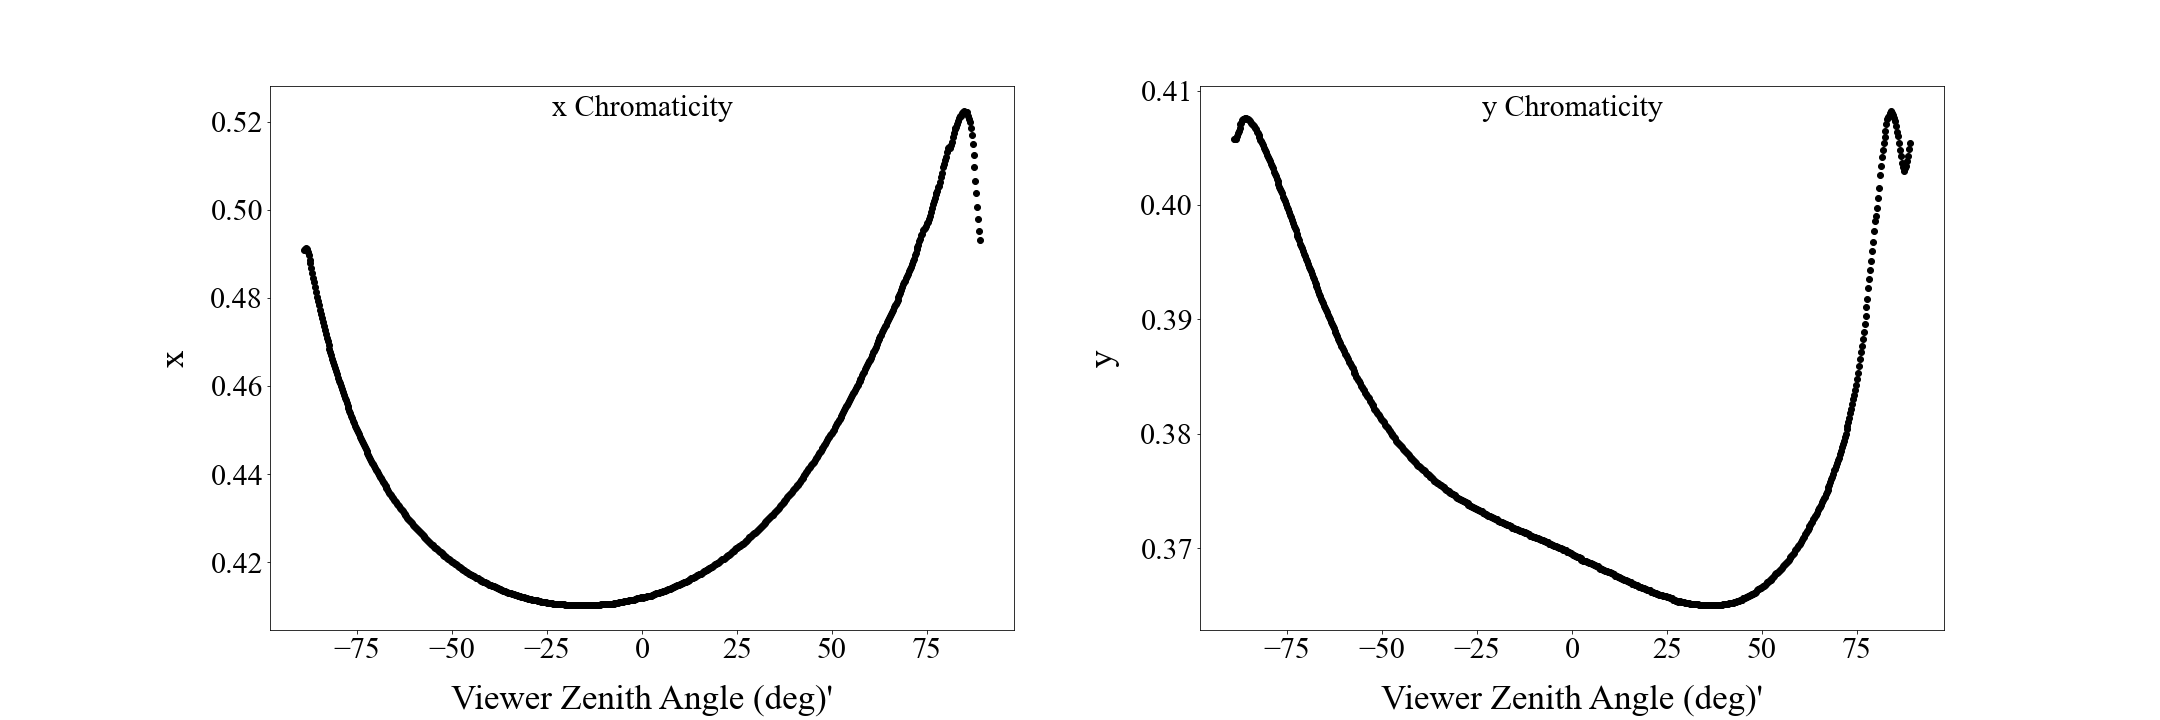 x Chromaticity
0.52
0.50
0.48
0.46
0.44
0.42
x
−75 −50 −25 0 25 50 75
Viewer Zenith Angle (deg)'
y Chromaticity
0.41
0.40
0.39
0.38
0.37
y
−75 −50 −25 0 25 50 75
Viewer Zenith Angle (deg)'